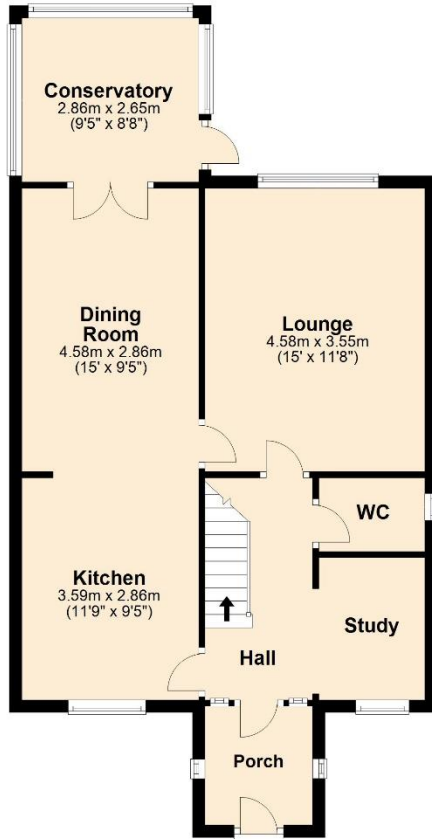 Conservatory
2.86m x 2.65m
(9'5" x 8'8")
Dining
Room
4.58m x 2.86m
(15' x 9'5")
Lounge
4.58m x 3.55m
(15' x 11'8")
WC
Kitchen
3.59m x 2.86m
(11'9" x 9'5")
Study
Hall
Porch